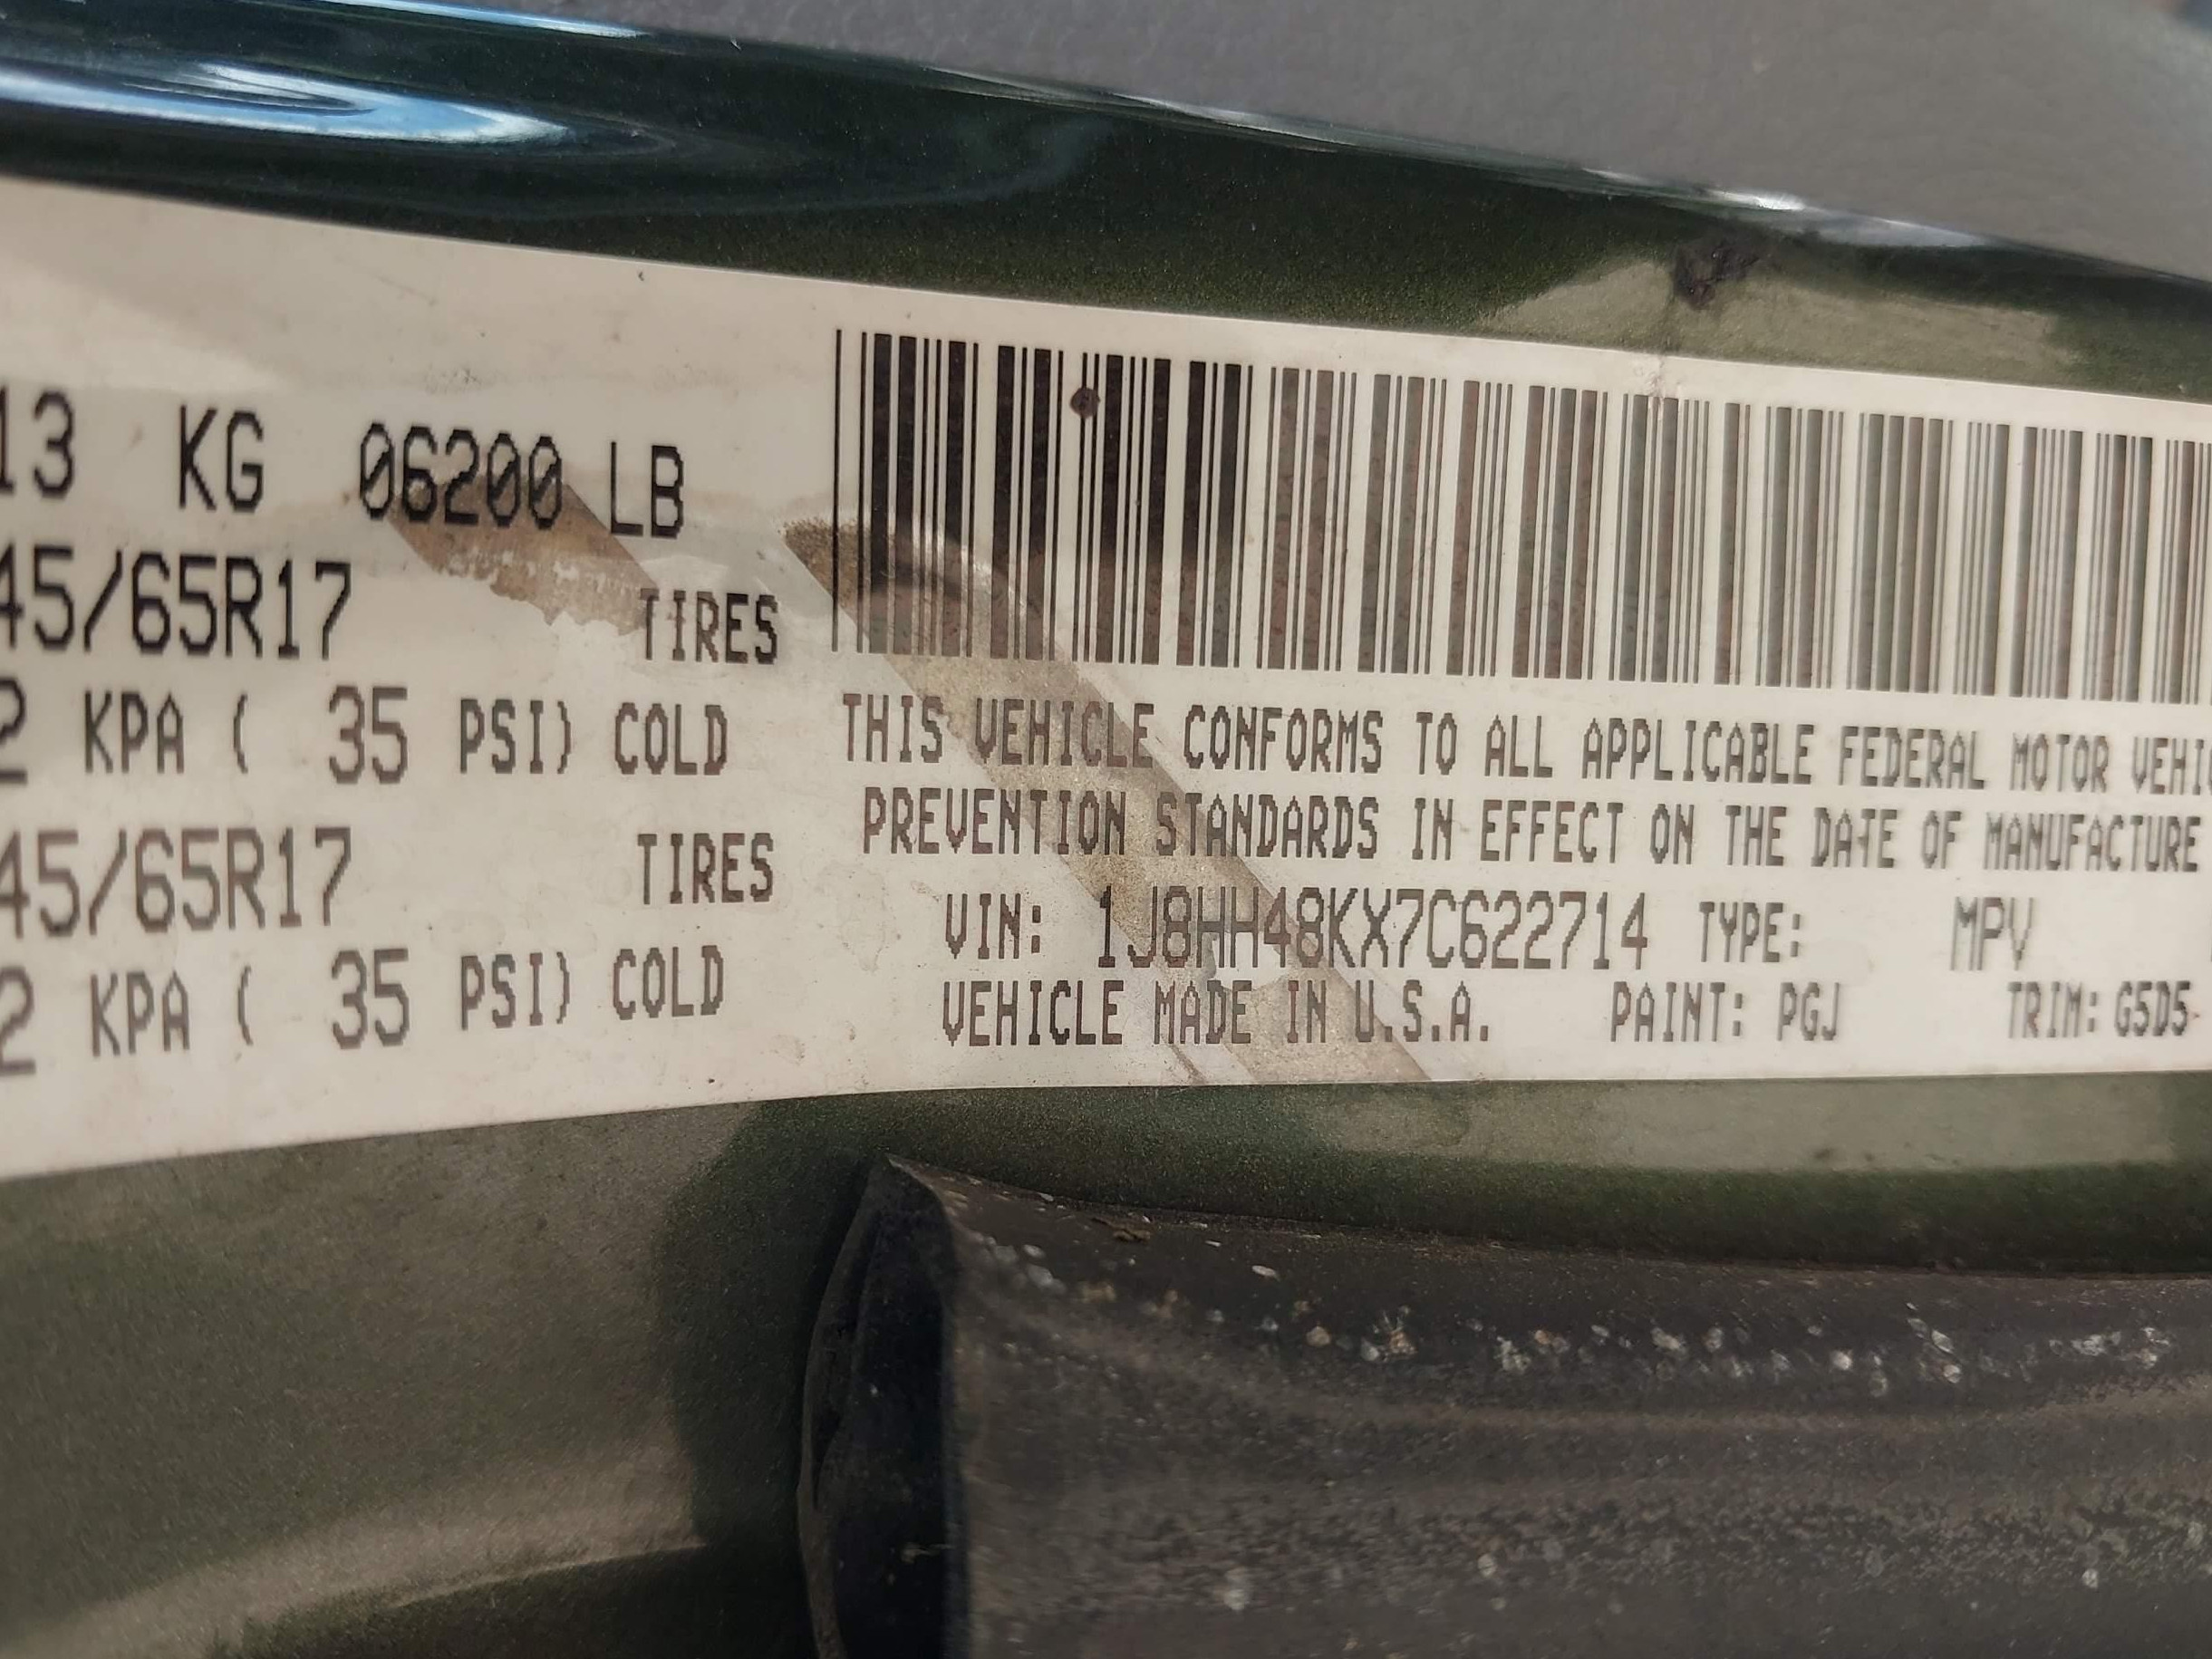 13 KG 06200 LB
45/65R17 TIRES
2 KPA ( 35 PSI) COLD
45/65R17 TIRES
2 KPA ( 35 PSI) COLD
THIS VEHICLE CONFORMS TO ALL APPLICABLE FEDERAL MOTOR VEHI
PREVENTION STANDARDS IN EFFECT ON THE DATE OF MANUFACTURE
VIN: 1J8HH48KX7C622714 TYPE: MPV
VEHICLE MADE IN U.S.A. PAINT: PGJ TRIM: G5D5-